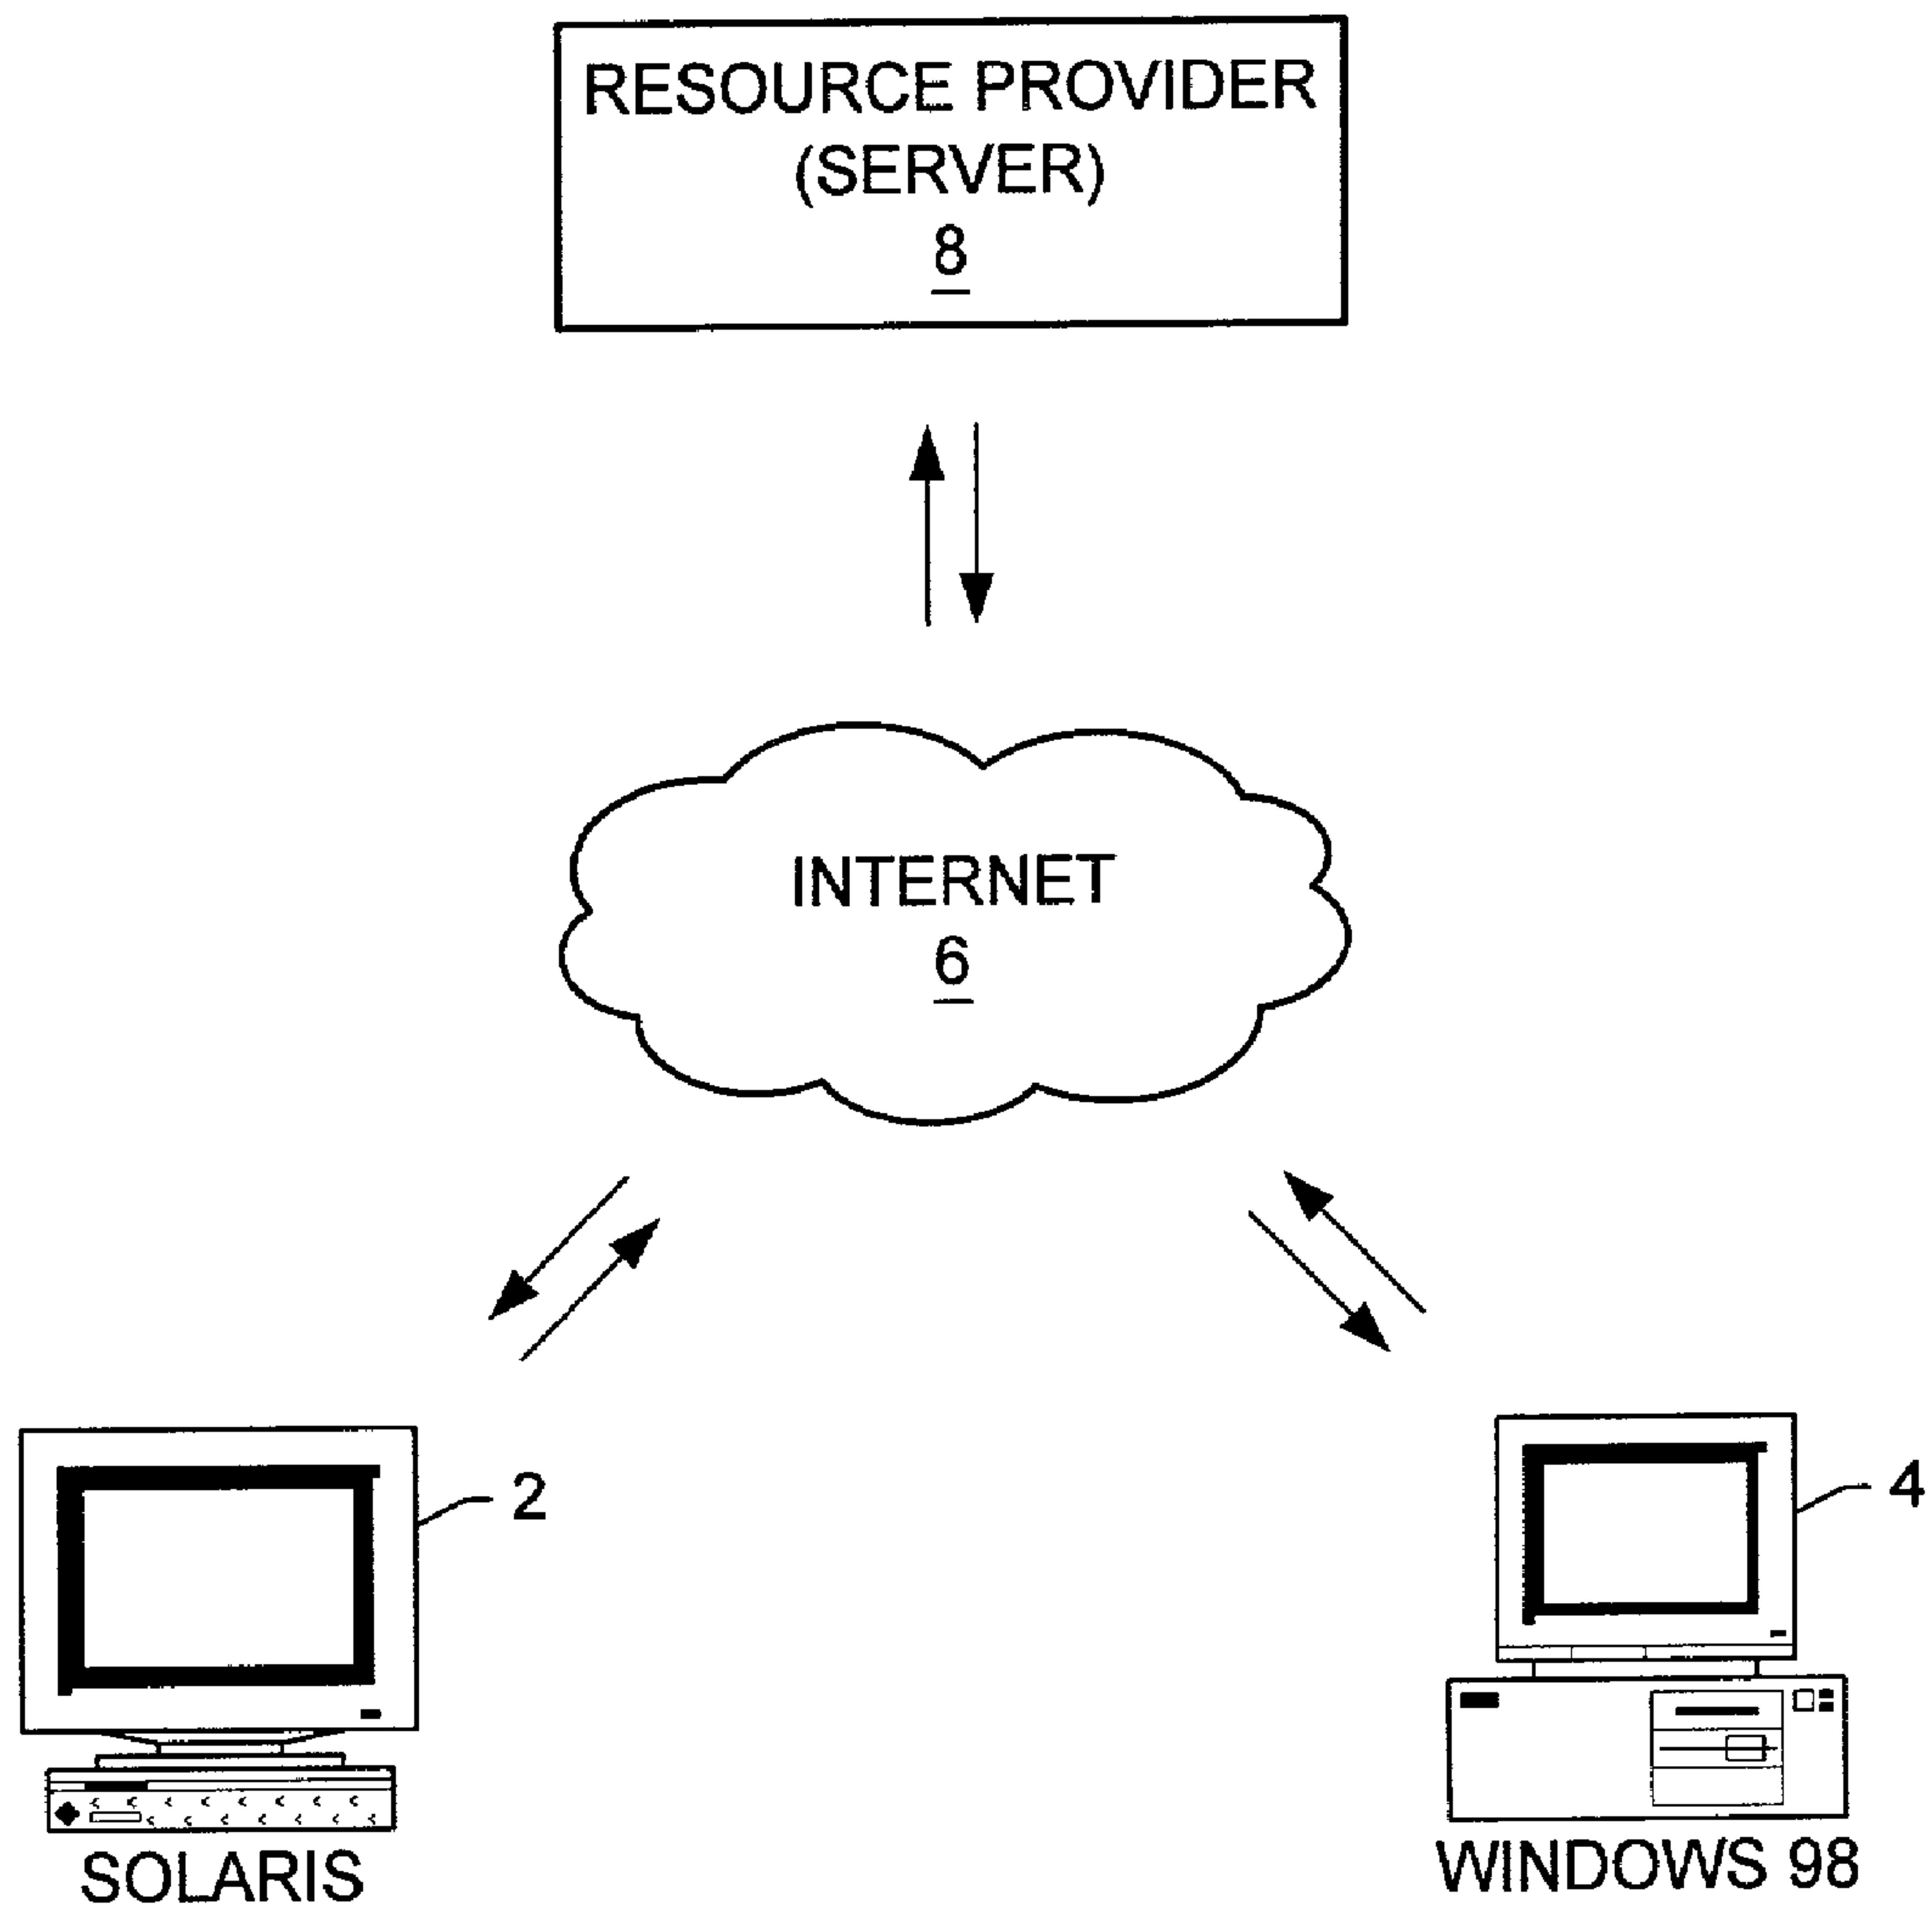 RESOURCE PROVIDER
(SERVER)
8
INTERNET
6
2
4
SOLARIS
WINDOWS 98